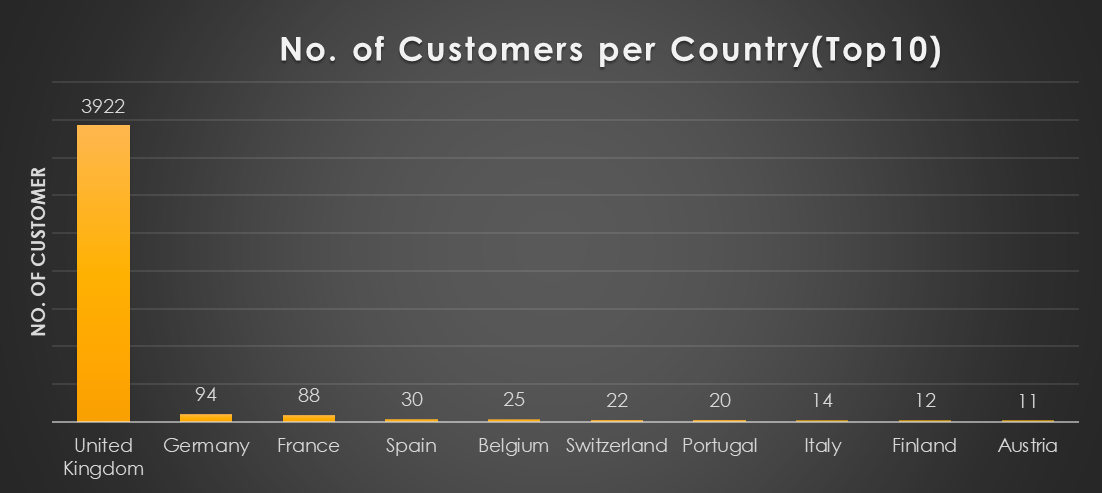 No. of Customers per Country(Top10)
NO. OF CUSTOMER
3922
94
88
30
25
22
20
14
12
11
United
Kingdom
Germany
France
Spain
Belgium
Switzerland
Portugal
Italy
Finland
Austria